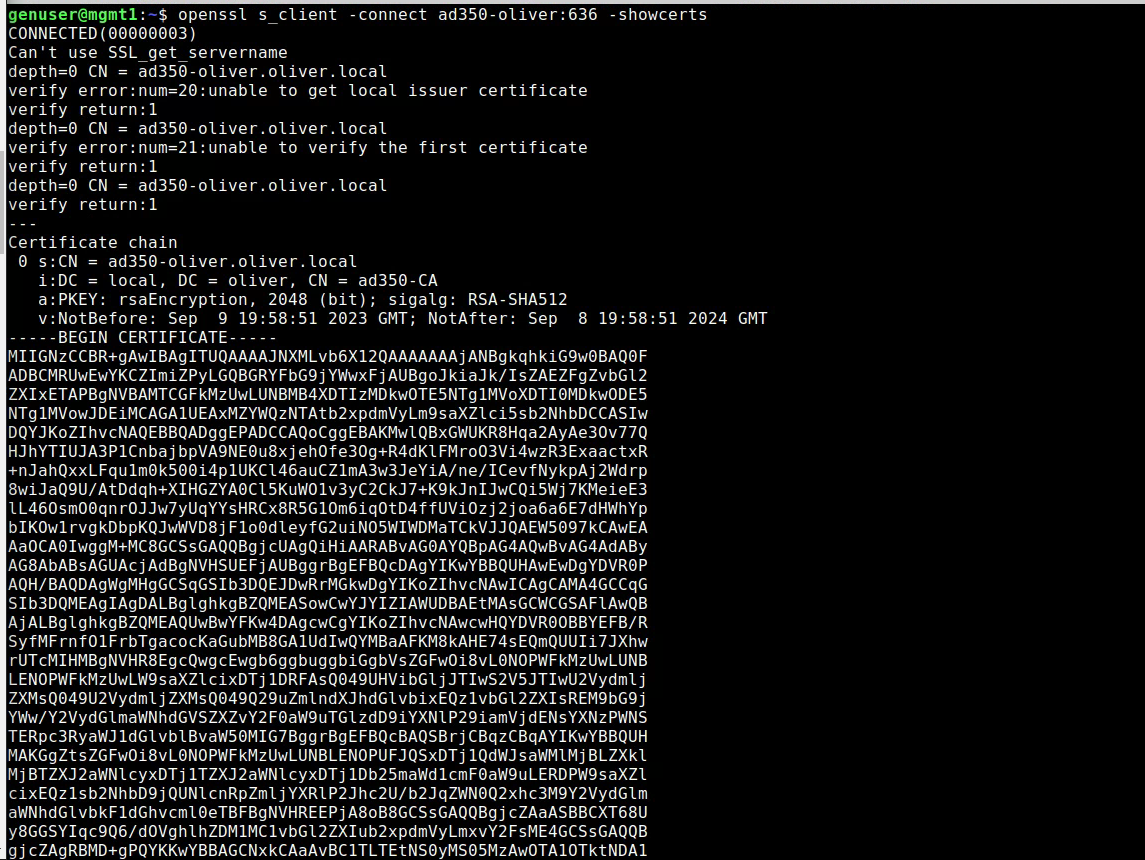 genuser@mgmt1:~$ openssl s_client -connect ad350-oliver:636 -showcerts
CONNECTED(00000003)
Can't use SSL_get_servername
depth=0 CN = ad350-oliver.oliver.local
verify error:num=20:unable to get local issuer certificate
verify return:1
depth=0 CN = ad350-oliver.oliver.local
verify error:num=21:unable to verify the first certificate
verify return:1
depth=0 CN = ad350-oliver.oliver.local
verify return:1
---
Certificate chain
 0 s:CN = ad350-oliver.oliver.local
   i:DC = local, DC = oliver, CN = ad350-CA
   a:PKEY: rsaEncryption, 2048 (bit); sigalg: RSA-SHA512
   v:NotBefore: Sep  9 19:58:51 2023 GMT; NotAfter: Sep  8 19:58:51 2024 GMT
-----BEGIN CERTIFICATE-----
MIIGNzCCBR+gAwIBAgITUQAAAAJNXMLvb6X12QAAAAAAAjANBgkqhkiG9w0BAQ0F
ADBCMRUwEwYKCZImiZPyLGQBGRYFbG9jYWwxFjAUBgoJkiaJk/IsZAEZFgZvbGl2
ZXIxETAPBgNVBAMTCGFkMzUwLUNBMB4XDTIzMDkwOTE5NTg1MVoXDTI0MDkwODE5
NTg1MVowJDEiMCAGA1UEAxMZYWQzNTAtb2xpdmVyLm9saXZlci5sb2NhbDCCASIw
DQYJKoZIhvcNAQEBBQADggEPADCCAQoCggEBAKMwlQBxGWUKR8Hqa2AyAe3Ov77Q
HJhYTIUJA3P1CnbajbpVA9NE0u8xjehOfe3Og+R4dKlFMroO3Vi4wzR3ExaactxR
+nJahQxxLFqu1m0k500i4p1UKCl46auCZ1mA3w3JeYiA/ne/ICevfNykpAj2Wdrp
8wiJaQ9U/AtDdqh+XIHGZYA0Cl5KuWO1v3yC2CkJ7+K9kJnIJwCQi5Wj7KMeieE3
lL46OsmO0qnrOJJw7yUqYYsHRCx8R5G1Om6iqOtD4ffUViOzj2joa6a6E7dHWhYp
bIKOw1rvgkDbpKQJwWVD8jF1o0dleyfG2uiNO5WIWDMaTCkVJJQAEW5097kCAwEA
AaOCA0IwggM+MC8GCSsGAQQBgjcUAgQiHiAARABvAG0AYQBpAG4AQwBvAG4AdABy
AG8AbABsAGUAcjAdBgNVHSUEFjAUBggrBgEFBQcDAgYIKwYBBQUHAwEwDgYDVR0P
AQH/BAQDAgWgMHgGCSqGSIb3DQEJDwRrMGkwDgYIKoZIhvcNAwICAgCAMA4GCCqG
SIb3DQMEAgIAgDALBglghkgBZQMEASowCwYJYIZIAWUDBAEtMAsGCWCGSAFlAwQB
AjALBglghkgBZQMEAQUwBwYFKw4DAgcwCgYIKoZIhvcNAwcwHQYDVR0OBBYEFB/R
SyfMFrnfO1FrbTgacocKaGubMB8GA1UdIwQYMBaAFKM8kAHE74sEQmQUUIi7JXhw
rUTcMIHMBgNVHR8EgcQwgcEwgb6ggbuggbiGgbVsZGFwOi8vL0NOPWFkMzUwLUNB
LENOPWFkMzUwLW9saXZlcixDTj1DRFAsQ049UHVibGljJTIwS2V5JTIwU2Vydmlj
ZXMsQ049U2VydmljZXMsQ049Q29uZmlndXJhdGlvbixEQz1vbGl2ZXIsREM9bG9j
YWw/Y2VydGlmaWNhdGVSZXZvY2F0aW9uTGlzdD9iYXNlP29iamVjdENsYXNzPWNS
TERpc3RyaWJ1dGlvblBvaW50MIG7BggrBgEFBQcBAQSBrjCBqzCBqAYIKwYBBQUH
MAKGgZtsZGFwOi8vL0NOPWFkMzUwLUNBLENOPUFJQSxDTj1QdWJsaWMlMjBLZXkl
MjBTZXJ2aWNlcyxDTj1TZXJ2aWNlcyxDTj1Db25maWd1cmF0aW9uLERDPW9saXZl
cixEQz1sb2NhbD9jQUNlcnRpZmljYXRlP2Jhc2U/b2JqZWN0Q2xhc3M9Y2VydGlm
aWNhdGlvbkF1dGhvcml0eTBFBgNVHREEPjA8oB8GCSsGAQQBgjcZAaASBBCXT68U
y8GGSYIqc9Q6/dOVghlhZDM1MC1vbGl2ZXIub2xpdmVyLmxvY2FsME4GCSsGAQQB
gjcZAgRBMD+gPQYKKwYBBAGCNxkCAaAvBC1TLTEtNS0yMS05MzAwOTA1OTktNDA1